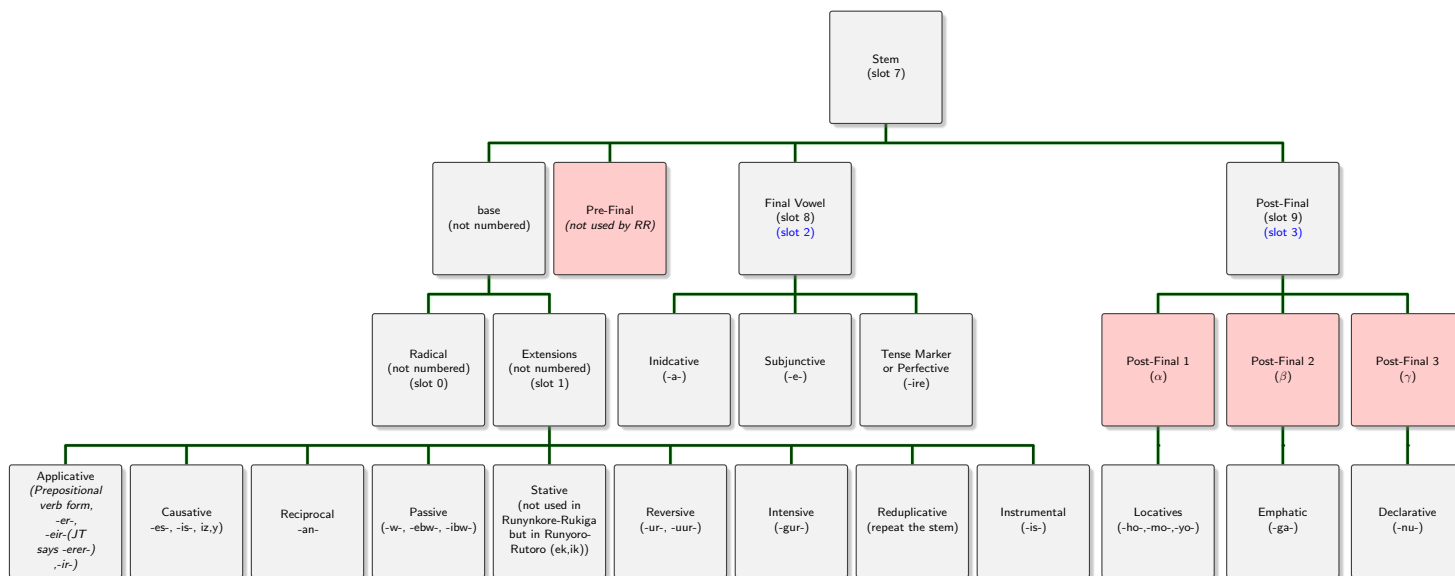 Stem
(slot 7)
base
(not numbered)
Pre-Final
(not used by RR)
Final Vowel
(slot 8)
(slot 2)
Post-Final
(slot 9)
(slot 3)
Radical
(not numbered)
(slot 0)
Extensions
(not numbered)
(slot 1)
Inidcative
(-a-)
Subjunctive
(-e-)
Tense Marker
or Perfective
(-ire)
Post-Final 1
(α)
Post-Final 2
(β)
Post-Final 3
(γ)
Applicative
(Prepositional
verb form,
-er-,
-eir-(JT
says -erer-)
,-ir-)
Causative
-es-, -is-, iz,y)
Reciprocal
-an-
Passive
(-w-, -ebw-, -ibw-)
Stative
(not used in
Runynkore-Rukiga
but in Runyoro-
Rutoro (ek,ik))
Reversive
(-ur-, -uur-)
Intensive
(-gur-)
Reduplicative
(repeat the stem)
Instrumental
(-is-)
Locatives
(-ho-,-mo-,-yo-)
Emphatic
(-ga-)
Declarative
(-nu-)